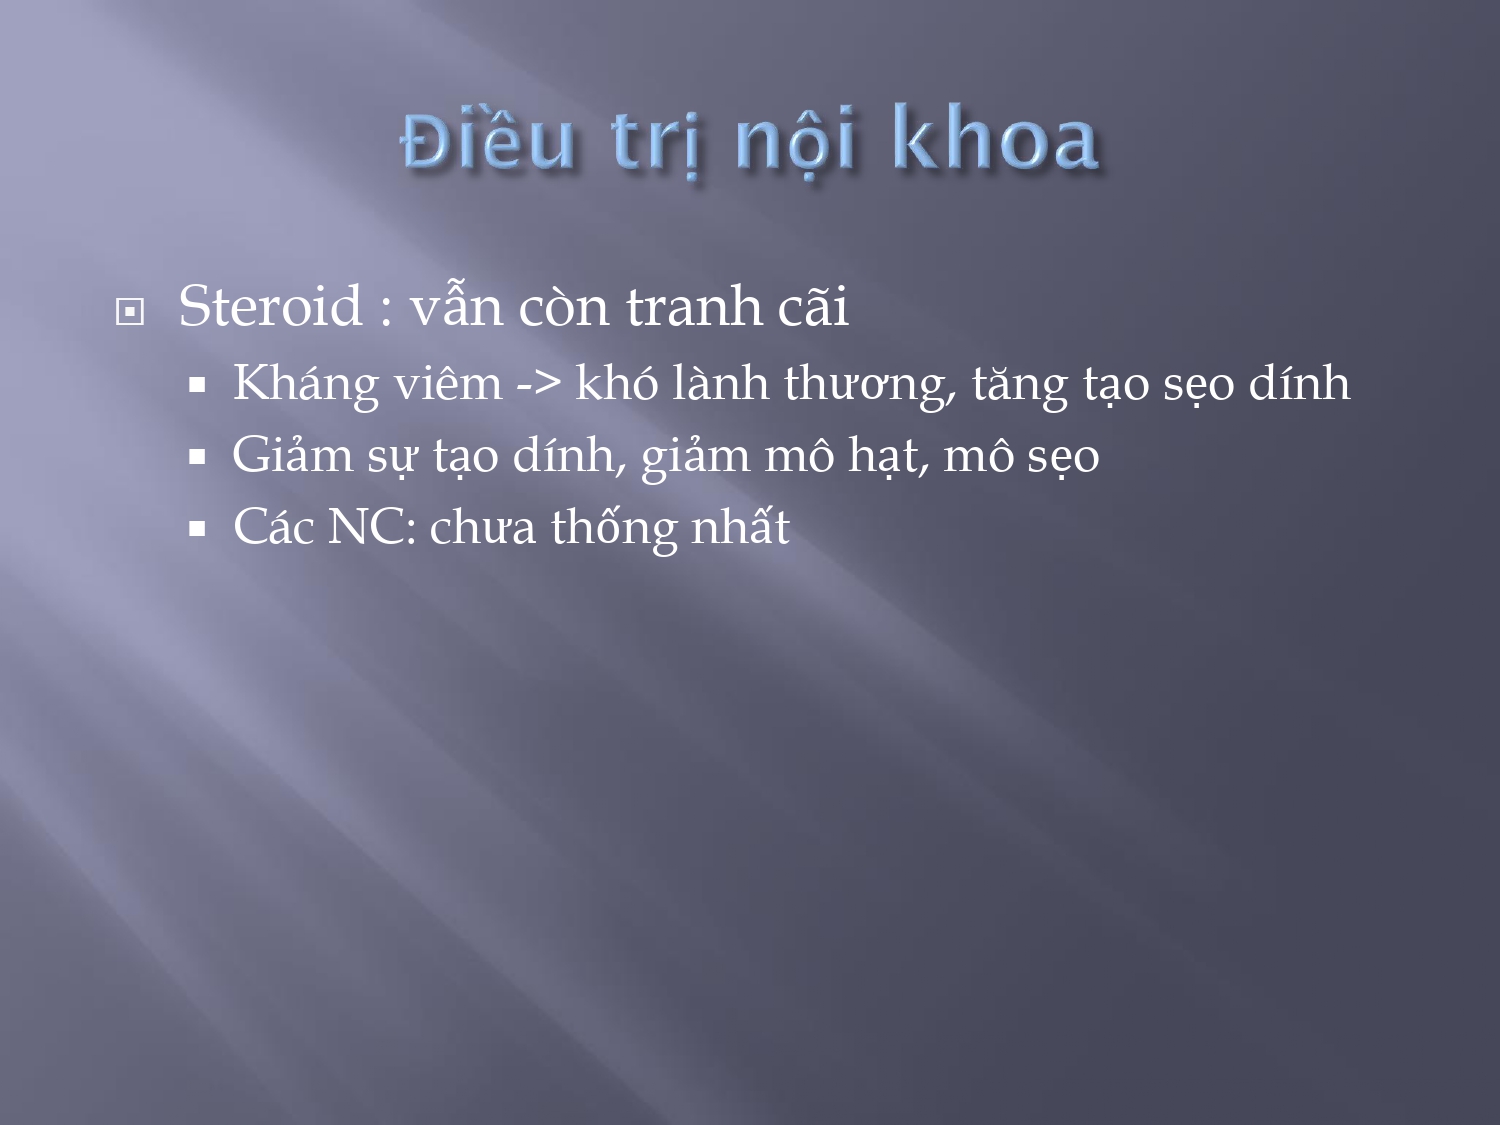 Điều trị nội khoa
Steroid : vẫn còn tranh cãi
Kháng viêm -> khó lành thương, tăng tạo sẹo dính
Giảm sự tạo dính, giảm mô hạt, mô sẹo
Các NC: chưa thống nhất